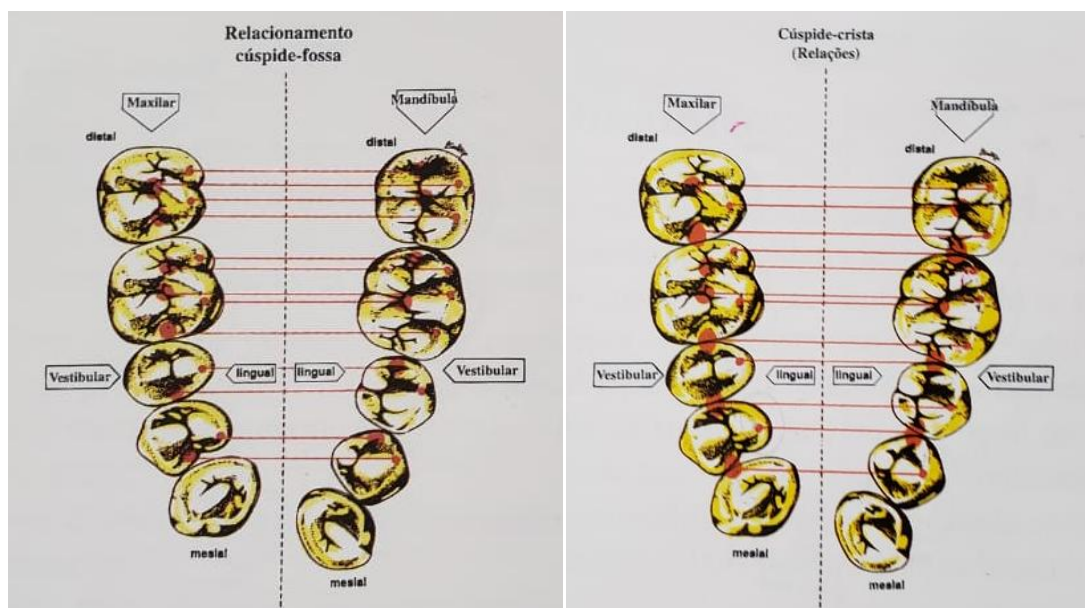 Relacionamento
cúspide-fossa
Maxilar
Mandíbula
distal
distal
Vestibular
lingual
lingual
Vestibular
mesial
mesial
Cúspide-crista
(Relações)
Maxilar
Mandíbula
distal
distal
Vestibular
lingual
lingual
Vestibular
mesial
mesial